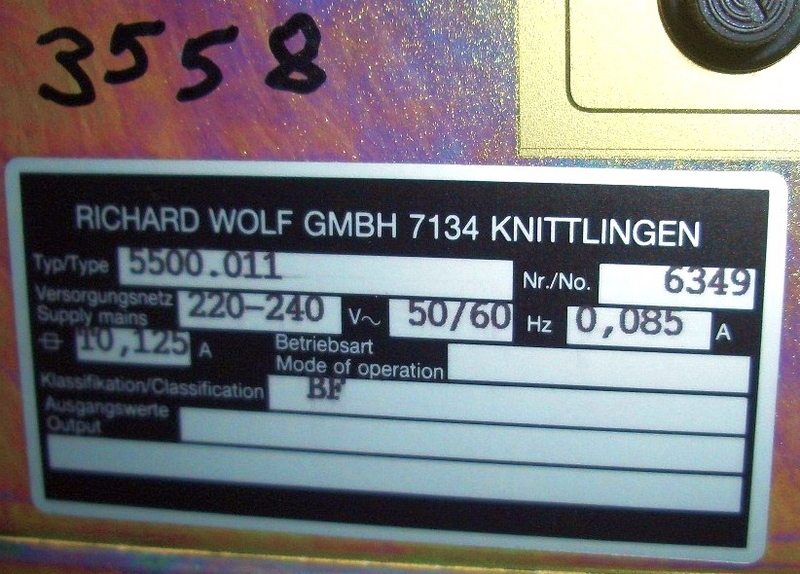 3558
RICHARD WOLF GMBH 7134 KNITTLINGEN
Typ/Type 5500.011 Nr./No. 6349
Versorgungsnetz
Supply mains 220-240 V~ 50/60 Hz 0,085 A
T0,125 A Betriebsart
Mode of operation
Klassifikation/Classification BF
Ausgangswerte
Output